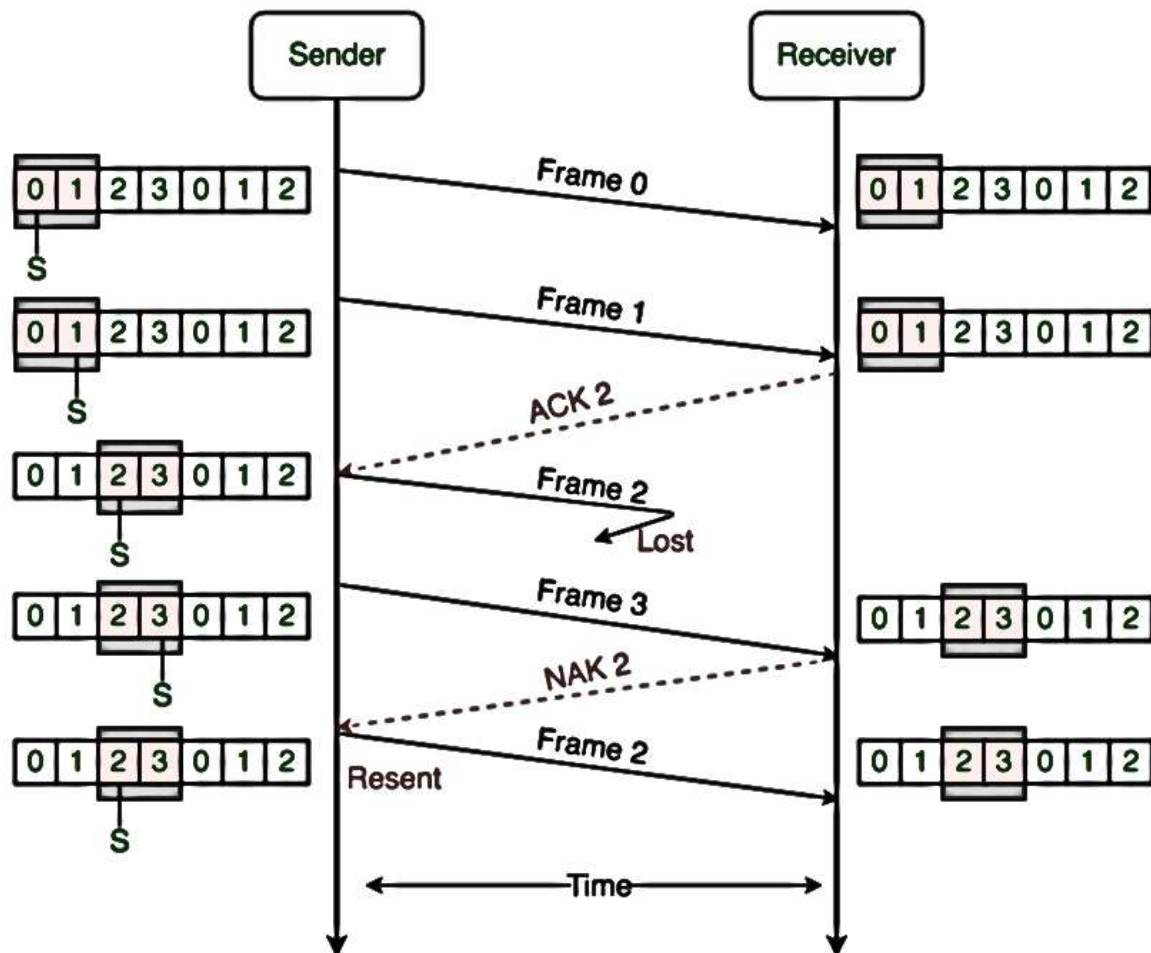 Sender
Receiver
0 1 2 3 0 1 2
Frame 0
0 1 2 3 0 1 2
S
0 1 2 3 0 1 2
Frame 1
0 1 2 3 0 1 2
S
ACK 2
0 1 2 3 0 1 2
Frame 2
S
Lost
0 1 2 3 0 1 2
Frame 3
0 1 2 3 0 1 2
S
NAK 2
0 1 2 3 0 1 2
Frame 2
0 1 2 3 0 1 2
Resent
S
Time